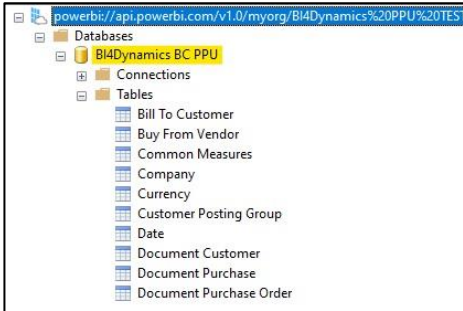 powerbi://api.powerbi.com/v1.0/myorg/BI4Dynamics%20PPU%20TEST
Databases
BI4Dynamics BC PPU
Connections
Tables
Bill To Customer
Buy From Vendor
Common Measures
Company
Currency
Customer Posting Group
Date
Document Customer
Document Purchase
Document Purchase Order